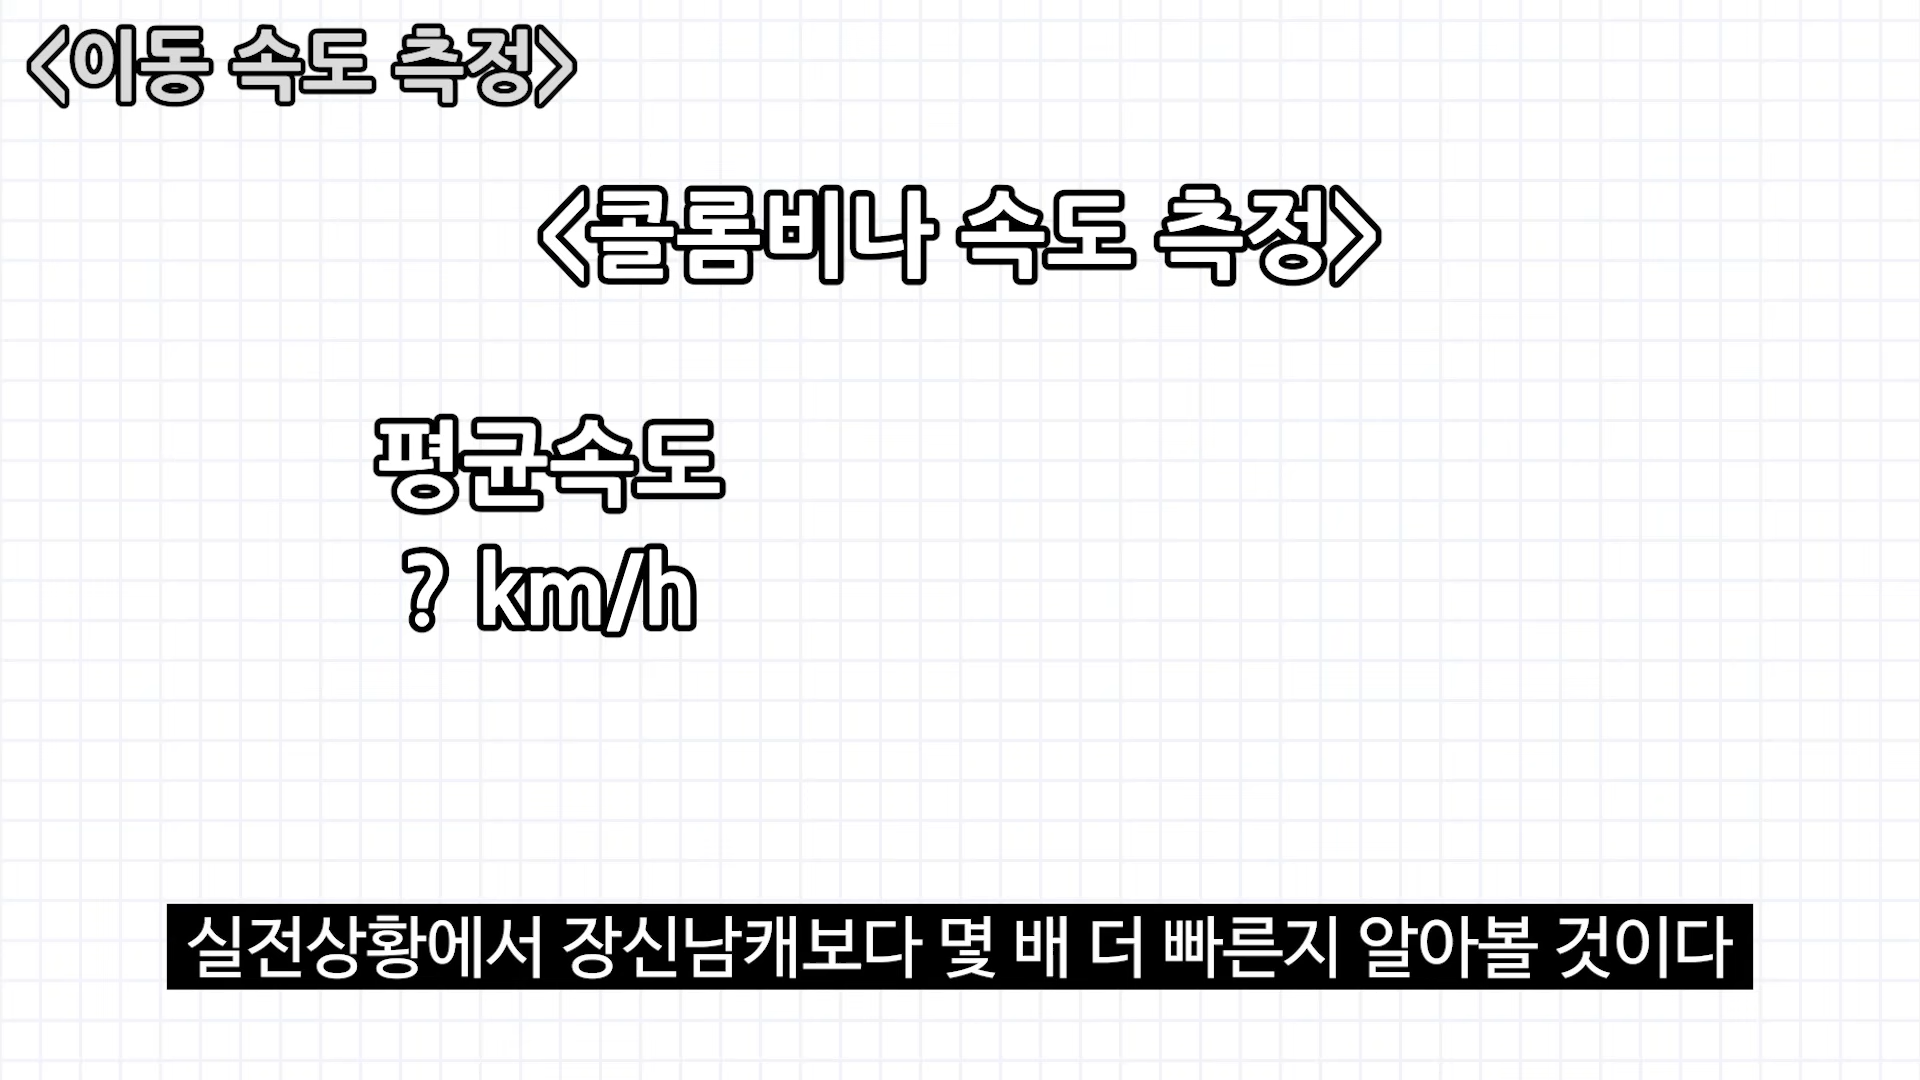 <이동 속도 측정>
<콜롬비나 속도 측정>
평균속도
? km/h
실전상황에서 장신남캐보다 몇 배 더 빠른지 알아볼 것이다